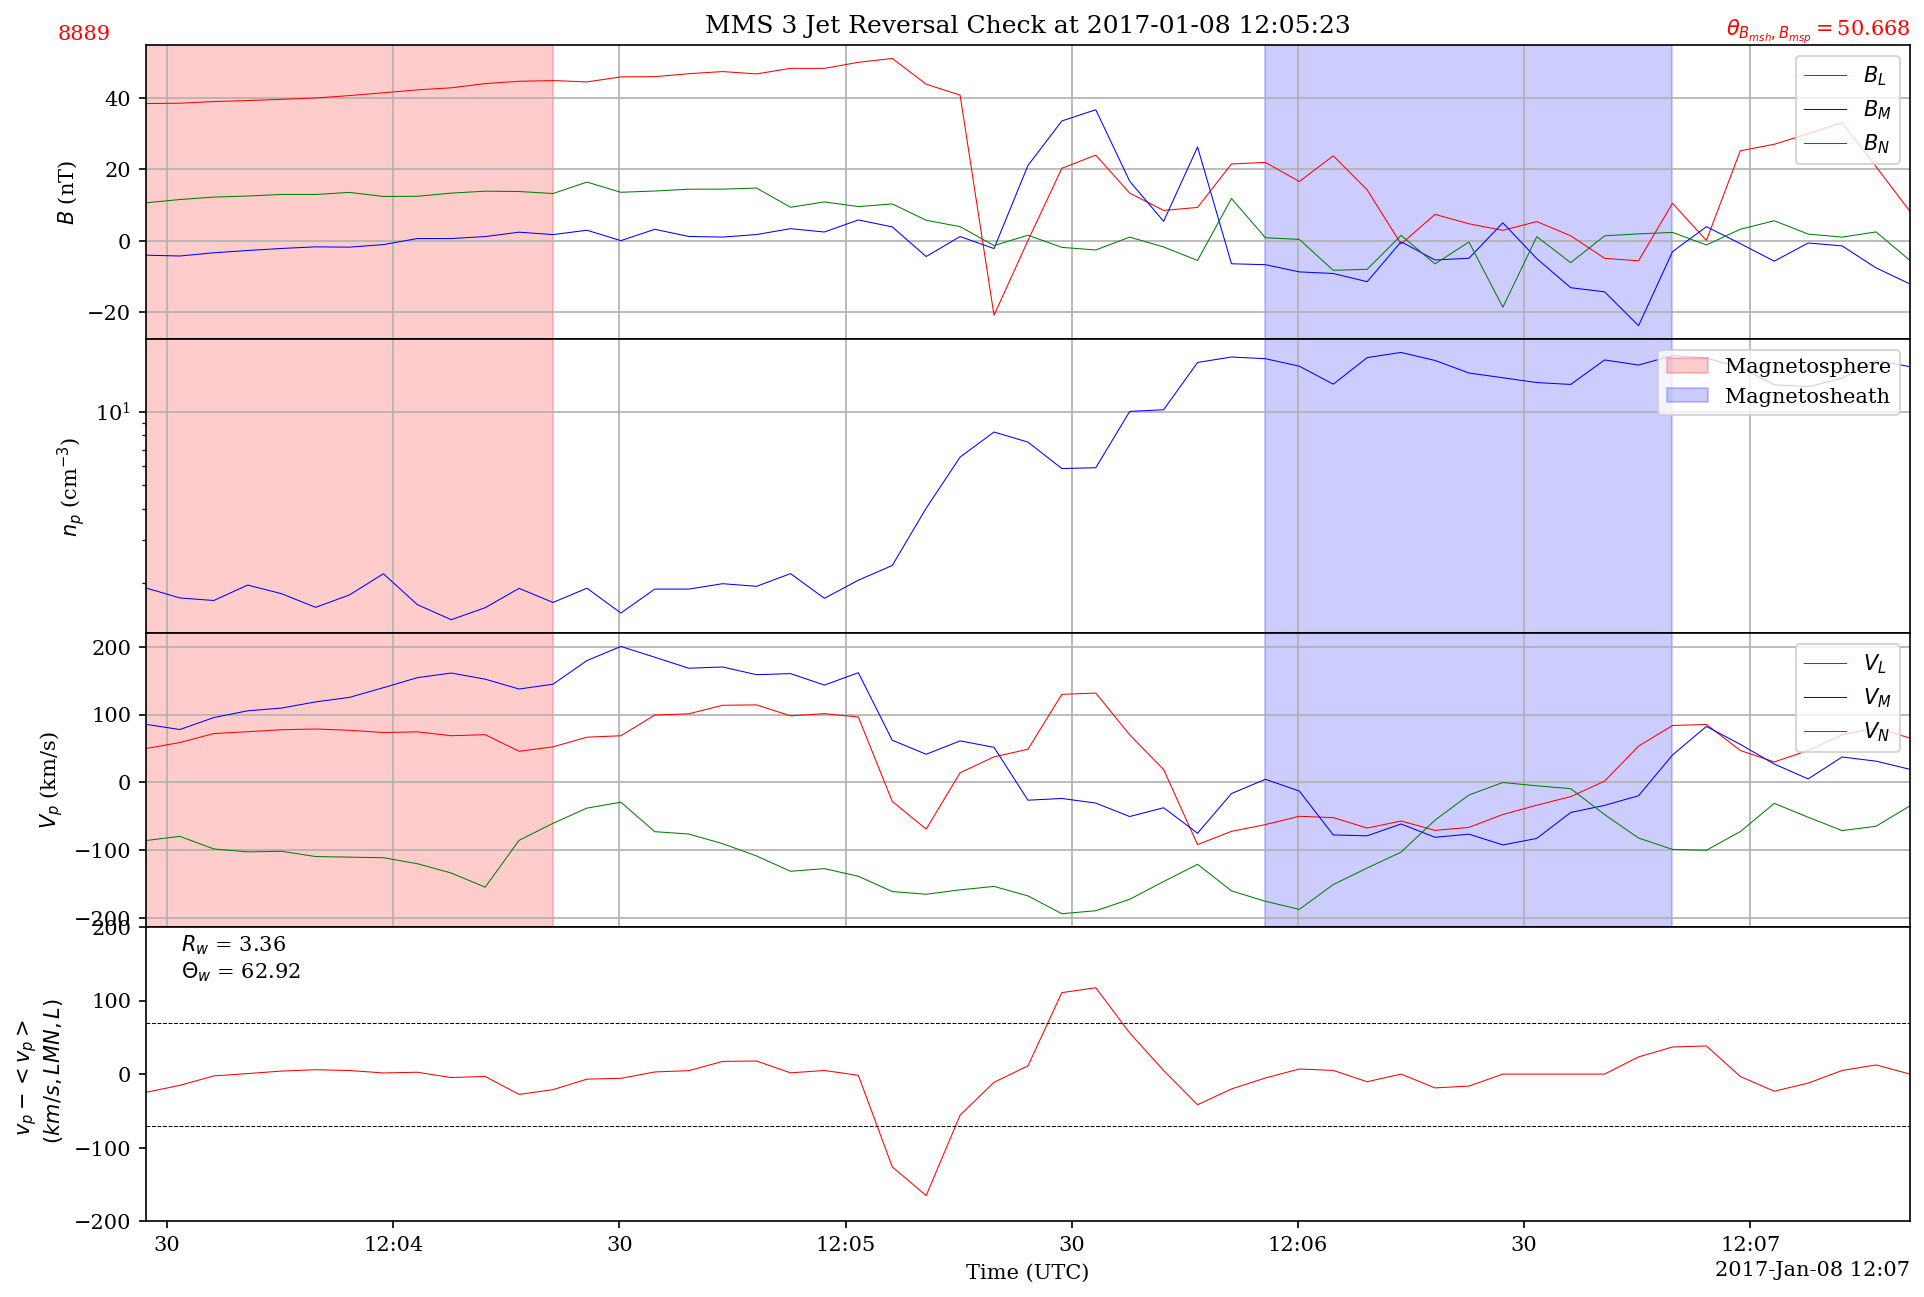 8889
MMS 3 Jet Reversal Check at 2017-01-08 12:05:23
θ_{B_{msh}, B_{msp}} = 50.668
B (nT)
40
20
0
−20
B_L
B_M
B_N
n_p (cm^{−3})
10^1
Magnetosphere
Magnetosheath
V_p (km/s)
200
100
0
−100
−200
V_L
V_M
V_N
v_p − < v_p >
(km/s, LMN, L)
200
100
0
−100
−200
R_w = 3.36
Θ_w = 62.92
30 12:04 30 12:05 30 12:06 30 12:07
Time (UTC)
2017-Jan-08 12:07